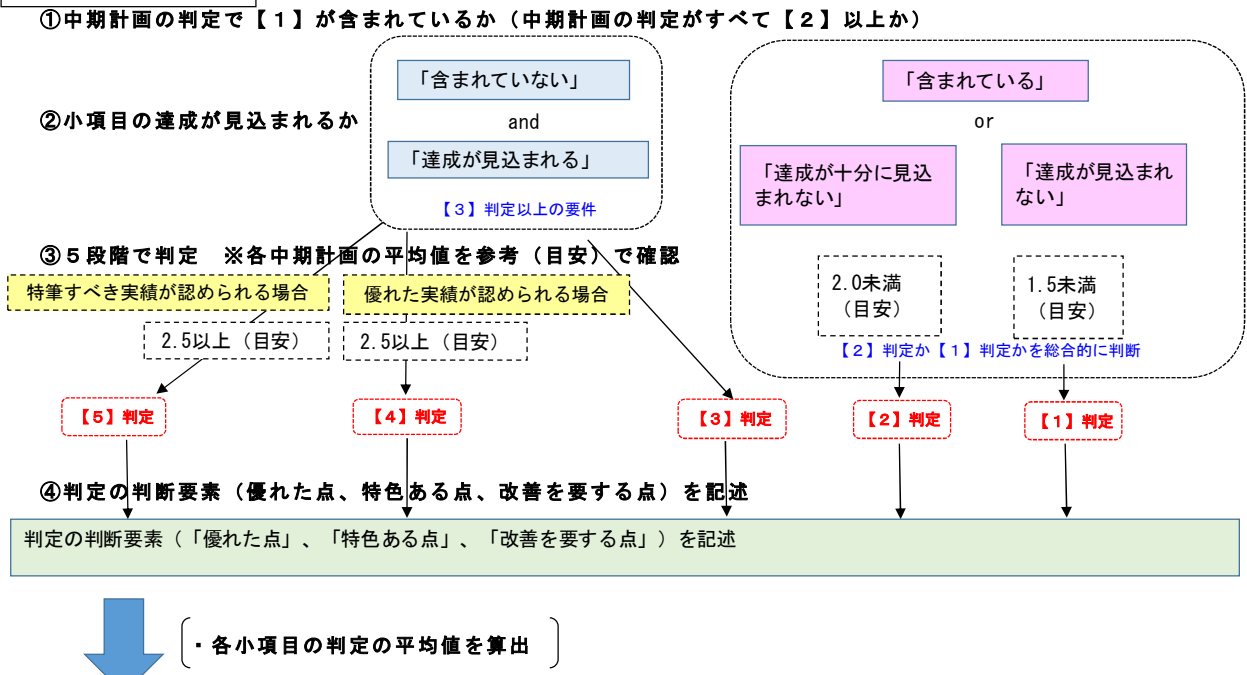 ①中期計画の判定で【１】が含まれているか（中期計画の判定がすべて【２】以上か）
「含まれていない」
「含まれている」
②小項目の達成が見込まれるか
and
or
「達成が見込まれる」
「達成が十分に見込
まれない」
「達成が見込まれ
ない」
【３】判定以上の要件
③５段階で判定　※各中期計画の平均値を参考（目安）で確認
特筆すべき実績が認められる場合
優れた実績が認められる場合
2.0未満
（目安）
1.5未満
（目安）
2.5以上（目安）
2.5以上（目安）
【２】判定か【１】判定かを総合的に判断
【５】判定
【４】判定
【３】判定
【２】判定
【１】判定
④判定の判断要素（優れた点、特色ある点、改善を要する点）を記述
判定の判断要素（「優れた点」、「特色ある点」、「改善を要する点」）を記述
・各小項目の判定の平均値を算出